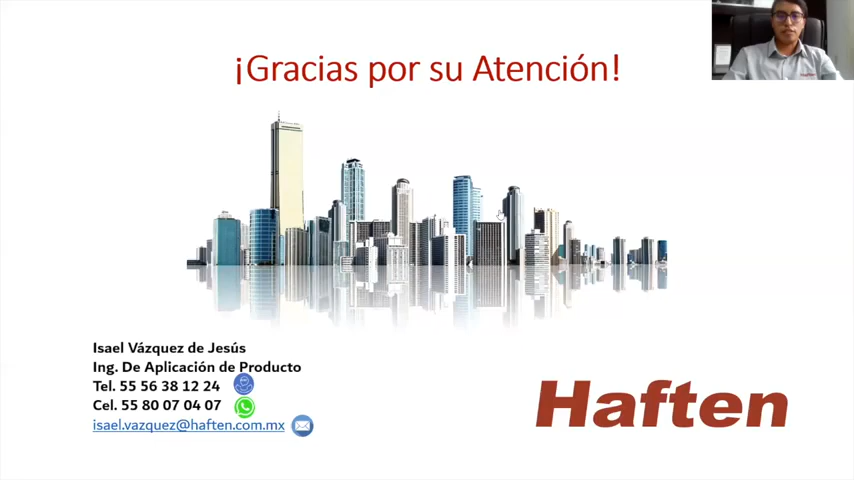 ¡Gracias por su Atención!
Isael Vázquez de Jesús
Ing. De Aplicación de Producto
Tel. 55 56 38 12 24
Cel. 55 80 07 04 07
isael.vazquez@haften.com.mx
Haften